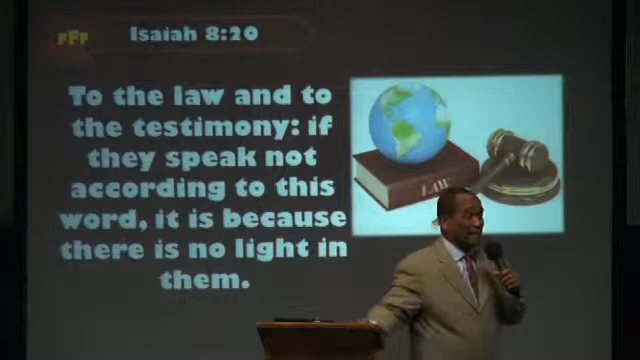 FFF
Isaiah 8:20
To the law and to
the testimony: if
they speak not
according to this
word, it is because
there is no light in
them.
LAW